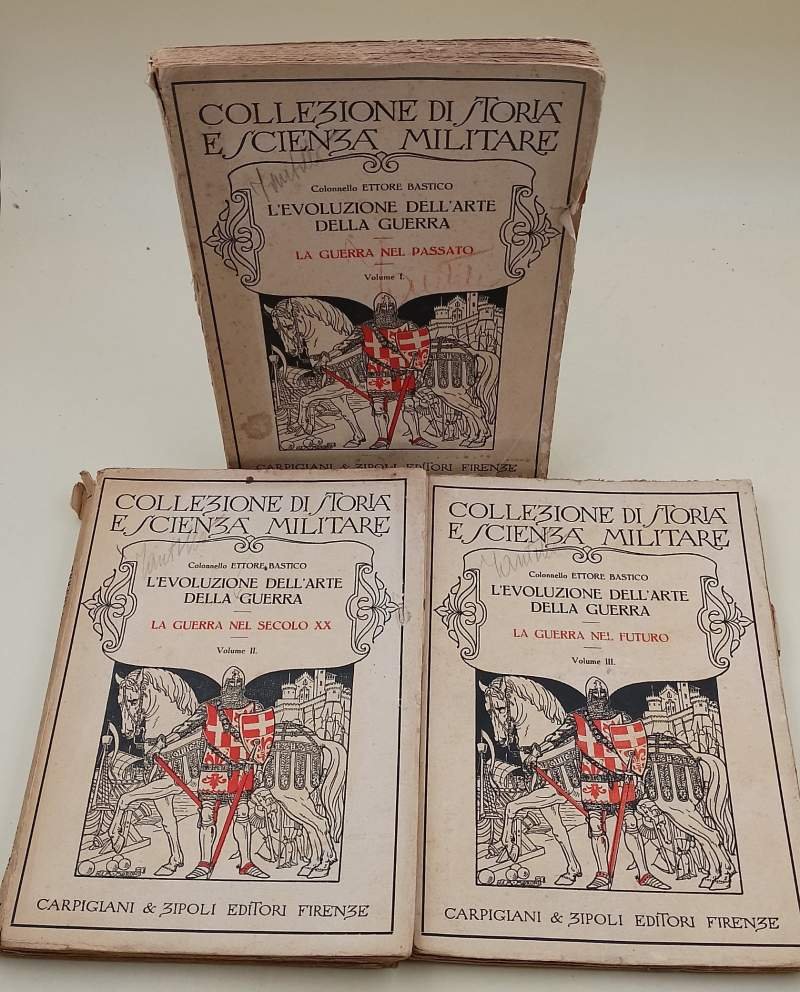 COLLEZIONE DI STORIA
E SCIENZA MILITARE
Colonnello ETTORE BASTICO
L'EVOLUZIONE DELL'ARTE
DELLA GUERRA
LA GUERRA NEL PASSATO
Volume I.
CARPIGIANI & ZIPOLI EDITORI FIRENZE
COLLEZIONE DI STORIA
E SCIENZA MILITARE
Colonnello ETTORE BASTICO
L'EVOLUZIONE DELL'ARTE
DELLA GUERRA
LA GUERRA NEL SECOLO XX
Volume II.
CARPIGIANI & ZIPOLI EDITORI FIRENZE
COLLEZIONE DI STORIA
E SCIENZA MILITARE
Colonnello ETTORE BASTICO
L'EVOLUZIONE DELL'ARTE
DELLA GUERRA
LA GUERRA NEL FUTURO
Volume III.
CARPIGIANI & ZIPOLI EDITORI FIRENZE